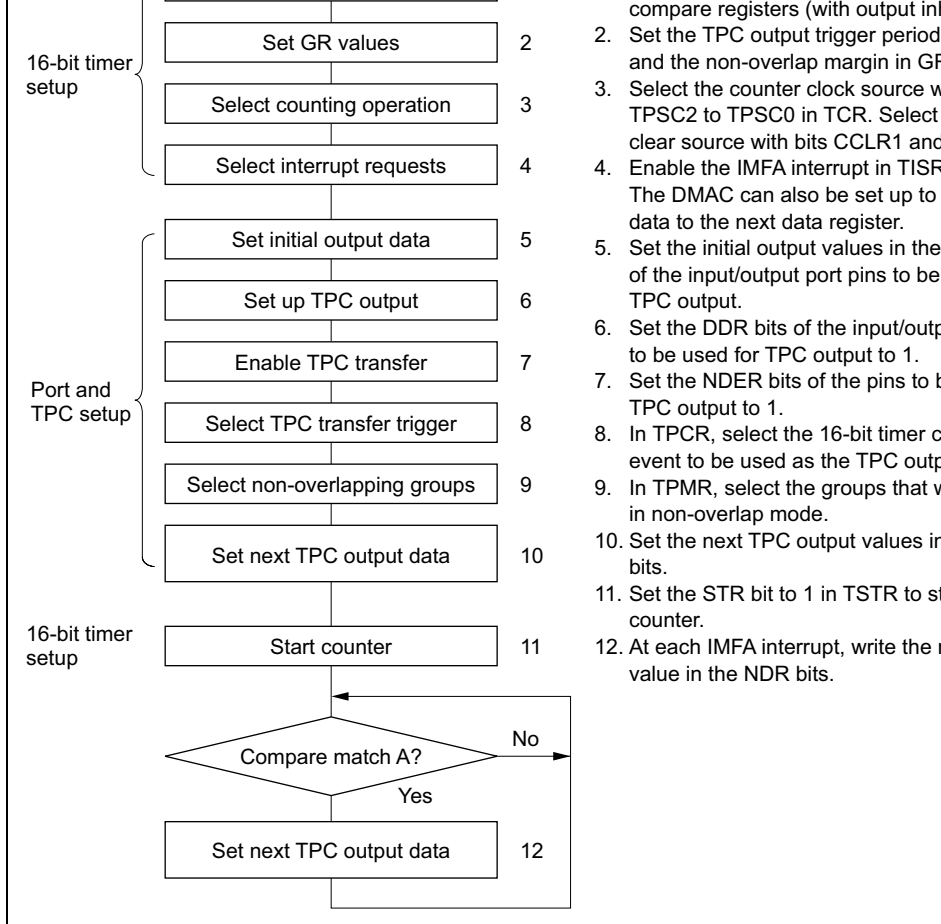 16-bit timer
setup
Set GR values
2
Select counting operation
3
Select interrupt requests
4
Port and
TPC setup
Set initial output data
5
Set up TPC output
6
Enable TPC transfer
7
Select TPC transfer trigger
8
Select non-overlapping groups
9
Set next TPC output data
10
16-bit timer
setup
Start counter
11
Compare match A?
No
Yes
Set next TPC output data
12
compare registers (with output
2. Set the TPC output trigger period
and the non-overlap margin in
3. Select the counter clock source
TPSC2 to TPSC0 in TCR. Select
clear source with bits CCLR1 and
4. Enable the IMFA interrupt in
The DMAC can also be set up to
data to the next data register.
5. Set the initial output values in the
of the input/output port pins to be
TPC output.
6. Set the DDR bits of the
to be used for TPC output to 1.
7. Set the NDER bits of the pins to
TPC output to 1.
8. In TPCR, select the 16-bit timer
event to be used as the TPC
9. In TPMR, select the groups that
in non-overlap mode.
10. Set the next TPC output values
bits.
11. Set the STR bit to 1 in TSTR to
counter.
12. At each IMFA interrupt, write the
value in the NDR bits.